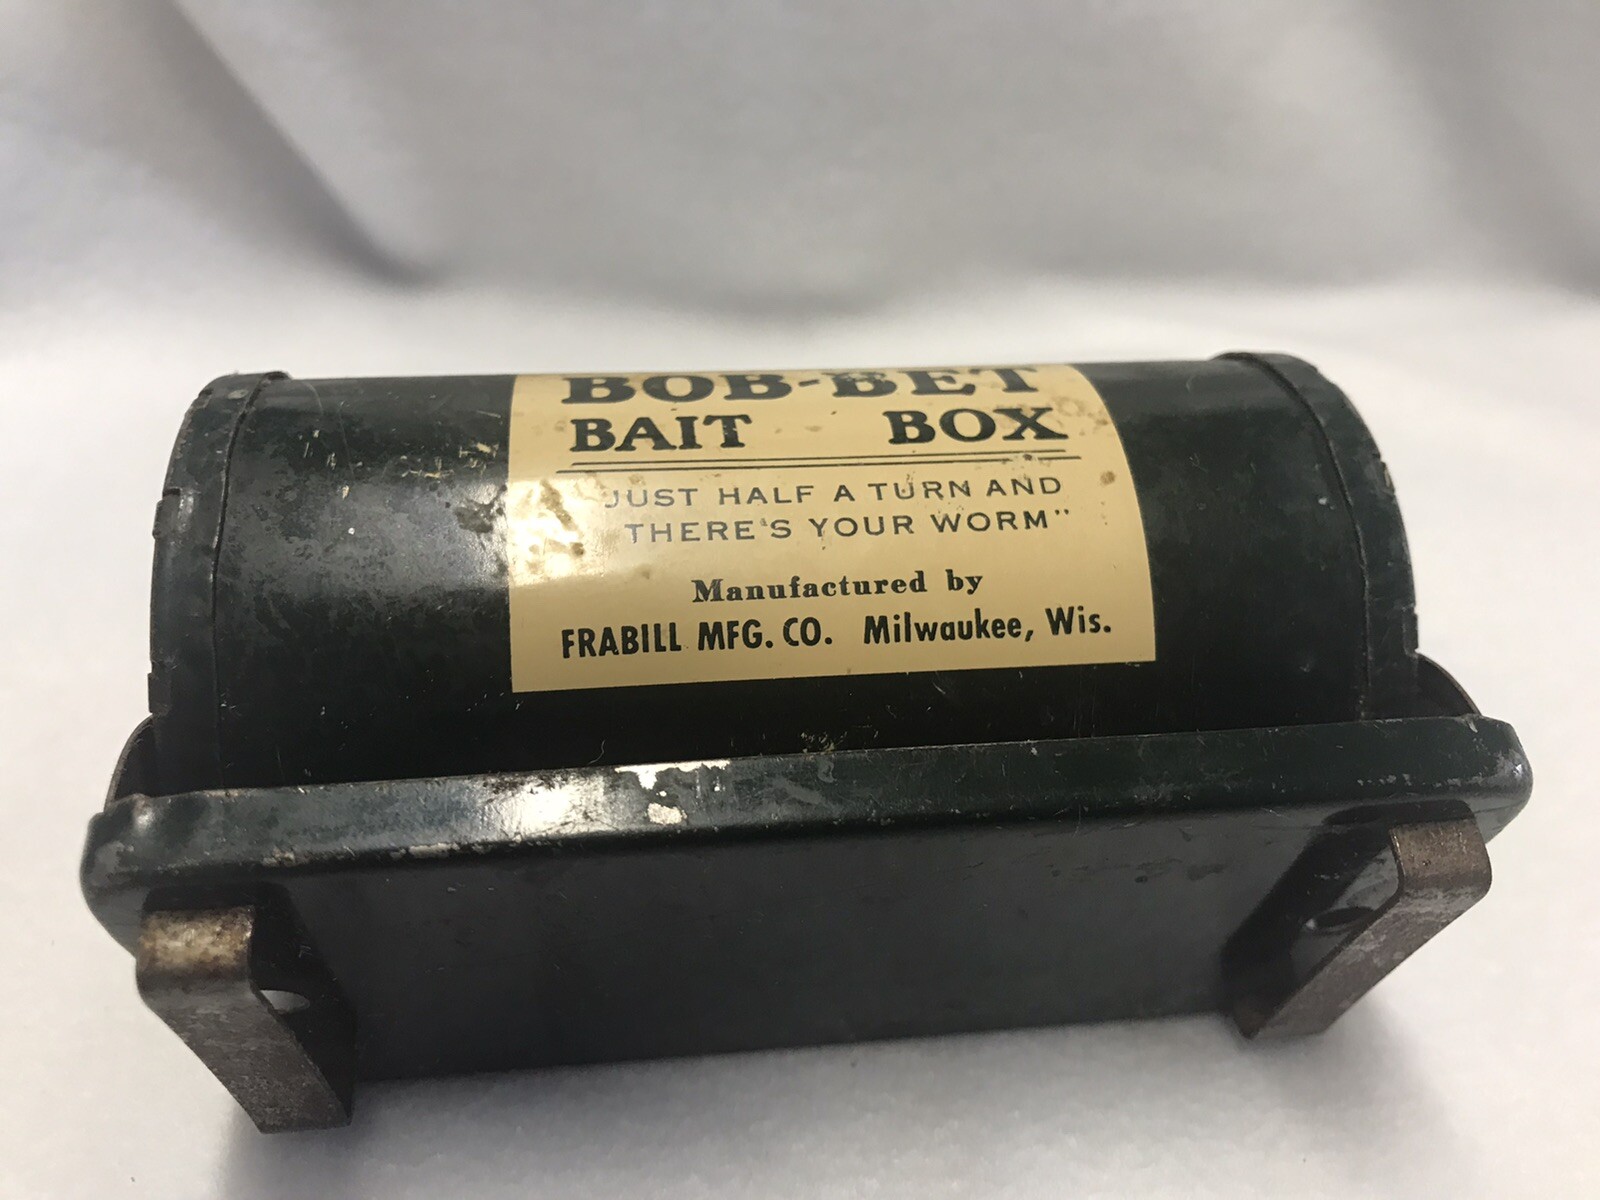 BOB-BET
BAIT BOX
JUST HALF A TURN AND
THERE'S YOUR WORM"
Manufactured by
FRABILL MFG. CO. Milwaukee, Wis.